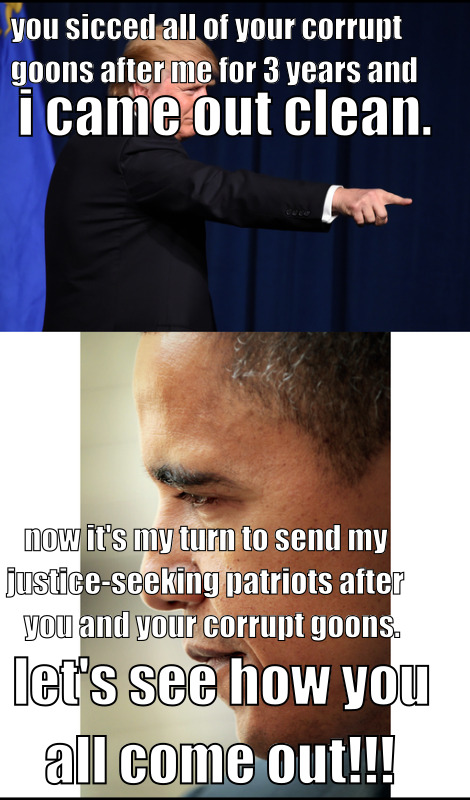 you sicced all of your corrupt
goons after me for 3 years and
i came out clean.
now it's my turn to send my
justice-seeking patriots after
you and your corrupt goons.
let's see how you
all come out!!!